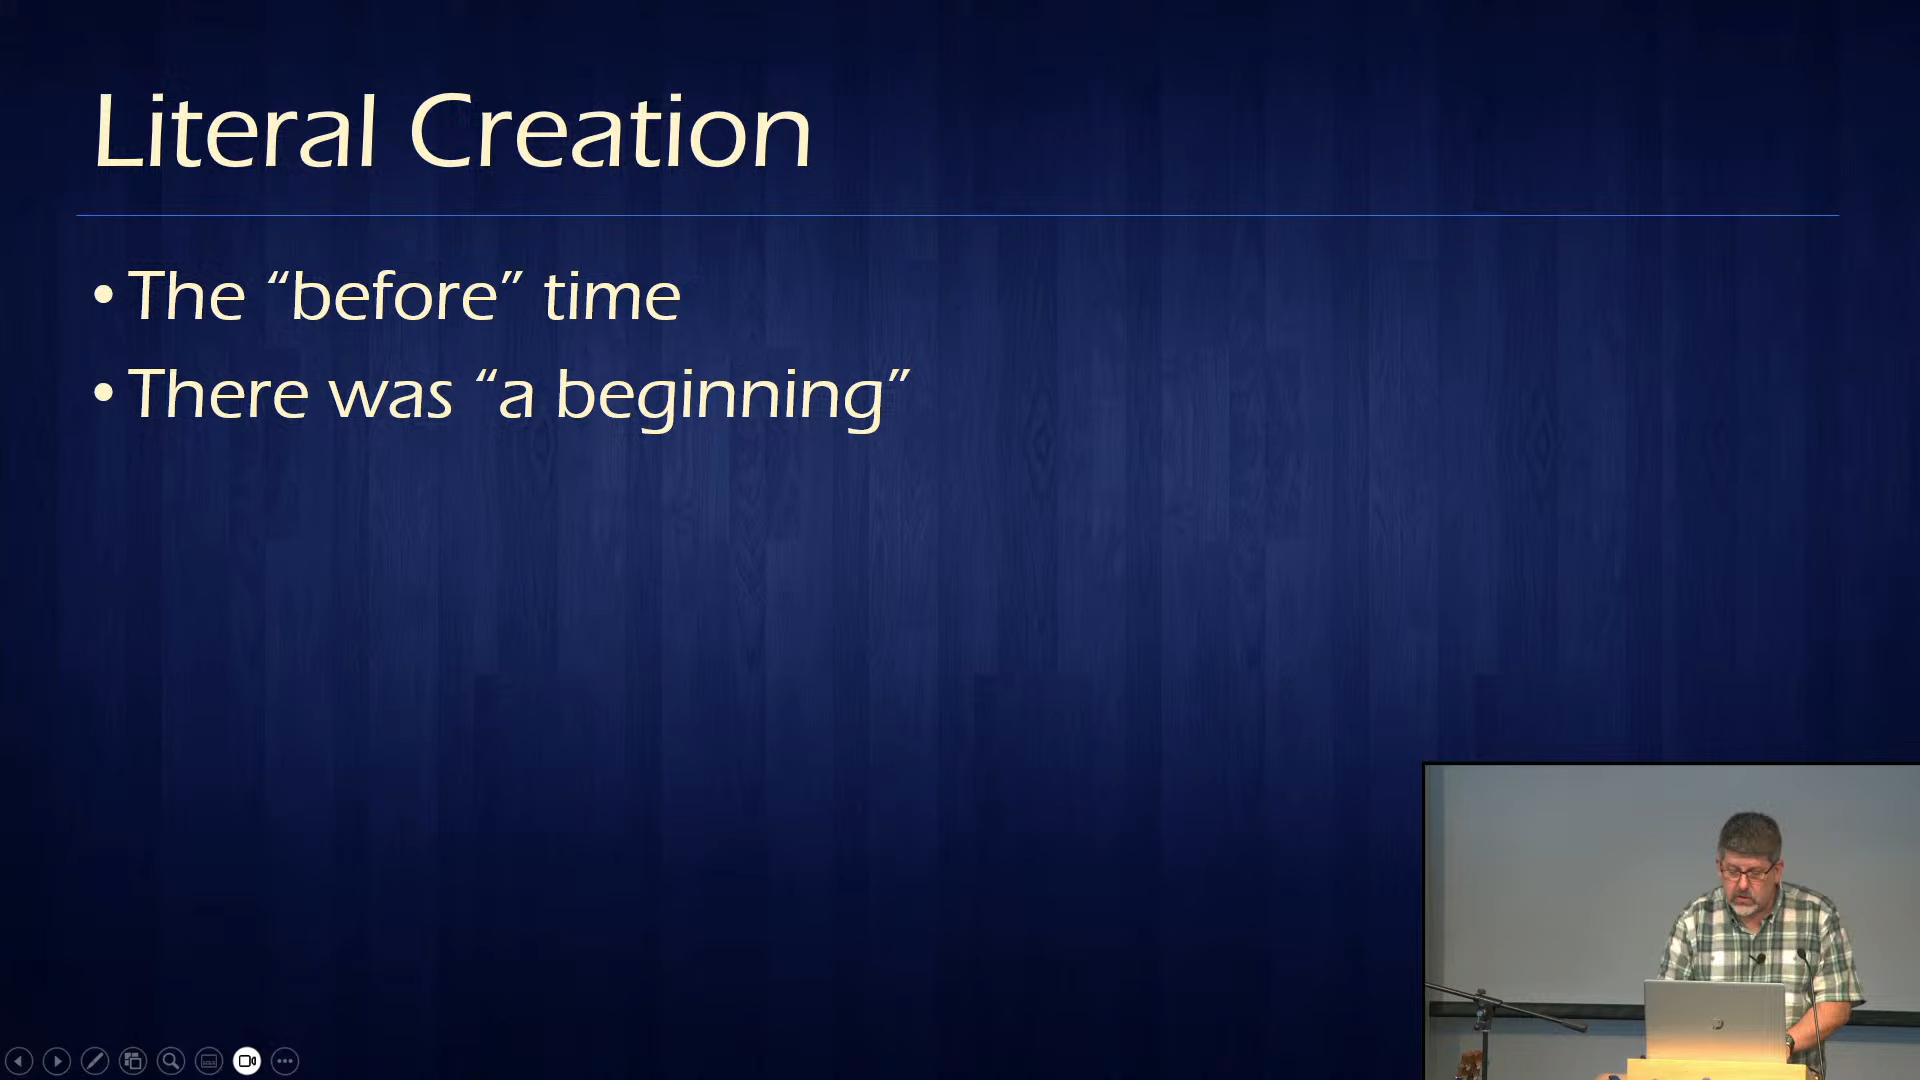 Literal Creation
• The “before” time
• There was “a beginning”